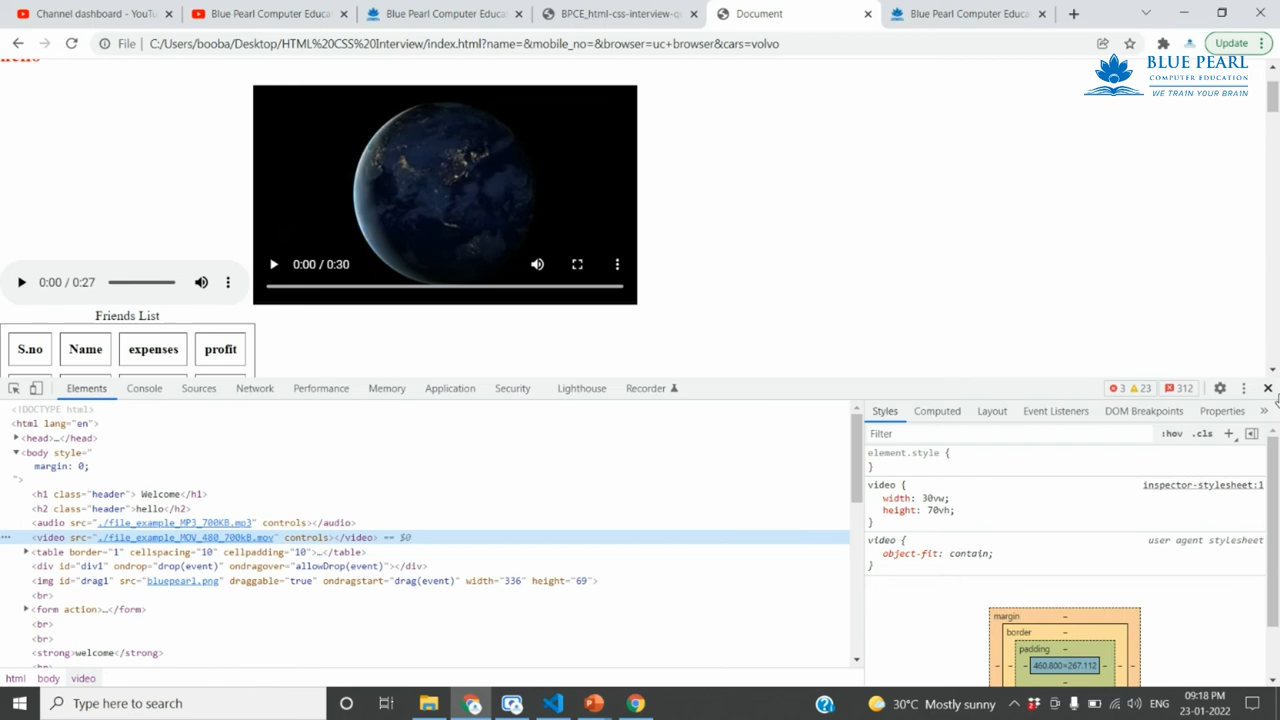 Channel dashboard - YouTu
Blue Pearl Computer Educa
Blue Pearl Computer Educat
BPCE_html-css-interview-qu
Document
Blue Pearl Computer Educat
File
C:/Users/booba/Desktop/HTML%20CSS%20Interview/index.html?name=&mobile_no=&browser=uc+browser&cars=volvo
Update
BLUE PEARL
COMPUTER EDUCATION
WE TRAIN YOUR BRAIN
hello
0:00 / 0:30
0:00 / 0:27
Friends List
S.no Name expenses profit
Elements Console Sources Network Performance Memory Application Security Lighthouse Recorder 3 23 312
<!DOCTYPE html>
<html lang="en">
<head>…</head>
<body style="
margin: 0;
">
<h1 class="header"> Welcome</h1>
<h2 class="header">hello</h2>
<audio src="./file_example_MP3_700KB.mp3" controls></audio>
<video src="./file_example_MOV_480_700kB.mov" controls></video> == $0
<table border="1" cellspacing="10" cellpadding="10">…</table>
<div id="div1" ondrop="drop(event)" ondragover="allowDrop(event)"></div>
<img id="drag1" src="bluepearl.png" draggable="true" ondragstart="drag(event)" width="336" height="69">
<br>
<form action>…</form>
<br>
<br>
<strong>welcome</strong>
html body video
Styles Computed Layout Event Listeners DOM Breakpoints Properties »
Filter :hov .cls +
element.style {
}
video { inspector-stylesheet:1
width: 30vw;
height: 70vh;
}
video { user agent stylesheet
object-fit: contain;
}
margin –
border –
padding –
– – – 460.800×267.112 – – –
–
Type here to search
30°C Mostly sunny
ENG
09:18 PM
23-01-2022